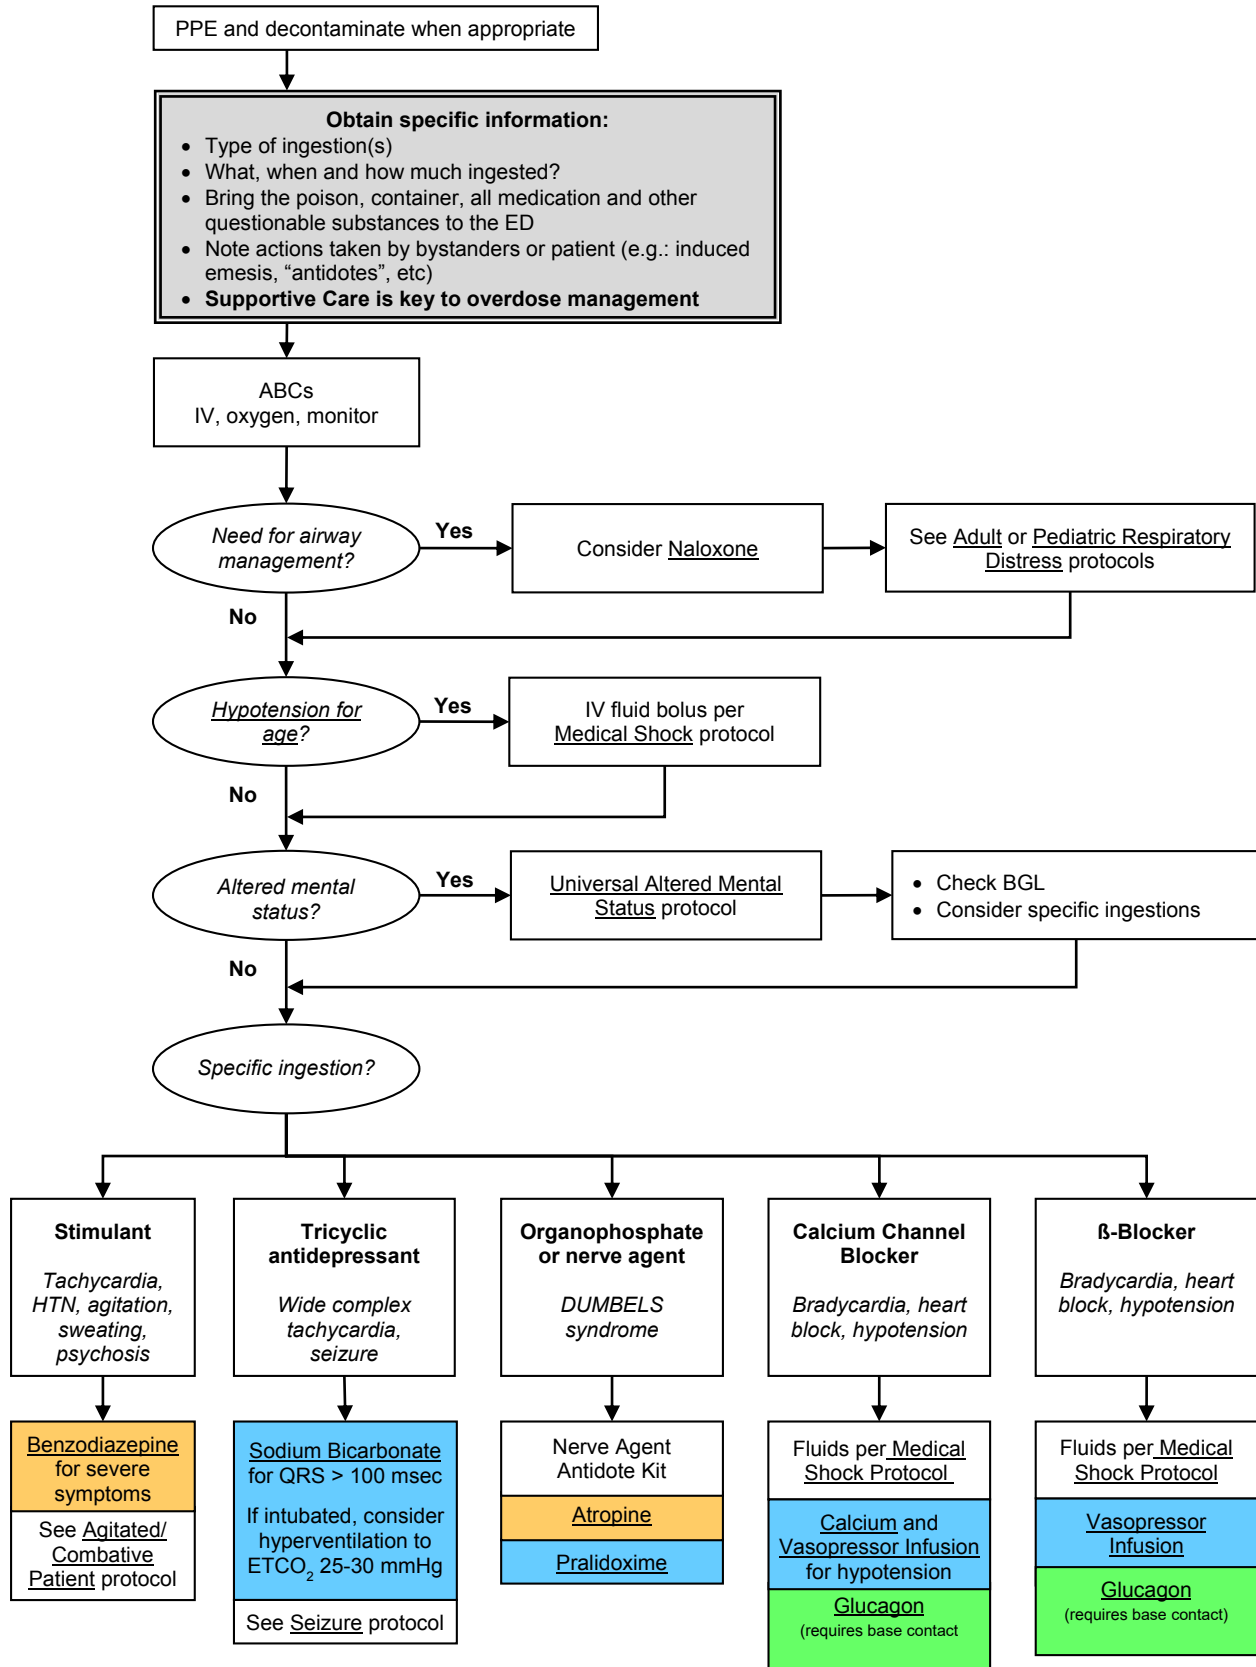 PPE and decontaminate when appropriate
Obtain specific information:
• Type of ingestion(s)
• What, when and how much ingested?
• Bring the poison, container, all medication and other
questionable substances to the ED
• Note actions taken by bystanders or patient (e.g.: induced
emesis, “antidotes”, etc)
• Supportive Care is key to overdose management
ABCs
IV, oxygen, monitor
Need for airway
management?
Yes
Consider Naloxone
See Adult or Pediatric Respiratory
Distress protocols
No
Hypotension for
age?
Yes
IV fluid bolus per
Medical Shock protocol
No
Altered mental
status?
Yes
Universal Altered Mental
Status protocol
• Check BGL
• Consider specific ingestions
No
Specific ingestion?
Stimulant
Tachycardia,
HTN, agitation,
sweating,
psychosis
Benzodiazepine
for severe
symptoms
See Agitated/
Combative
Patient protocol
Tricyclic
antidepressant
Wide complex
tachycardia,
seizure
Sodium Bicarbonate
for QRS > 100 msec
If intubated, consider
hyperventilation to
ETCO2 25-30 mmHg
See Seizure protocol
Organophosphate
or nerve agent
DUMBELS
syndrome
Nerve Agent
Antidote Kit
Atropine
Pralidoxime
Calcium Channel
Blocker
Bradycardia, heart
block, hypotension
Fluids per Medical
Shock Protocol
Calcium and
Vasopressor Infusion
for hypotension
Glucagon
(requires base contact
ß-Blocker
Bradycardia, heart
block, hypotension
Fluids per Medical
Shock Protocol
Vasopressor
Infusion
Glucagon
(requires base contact)